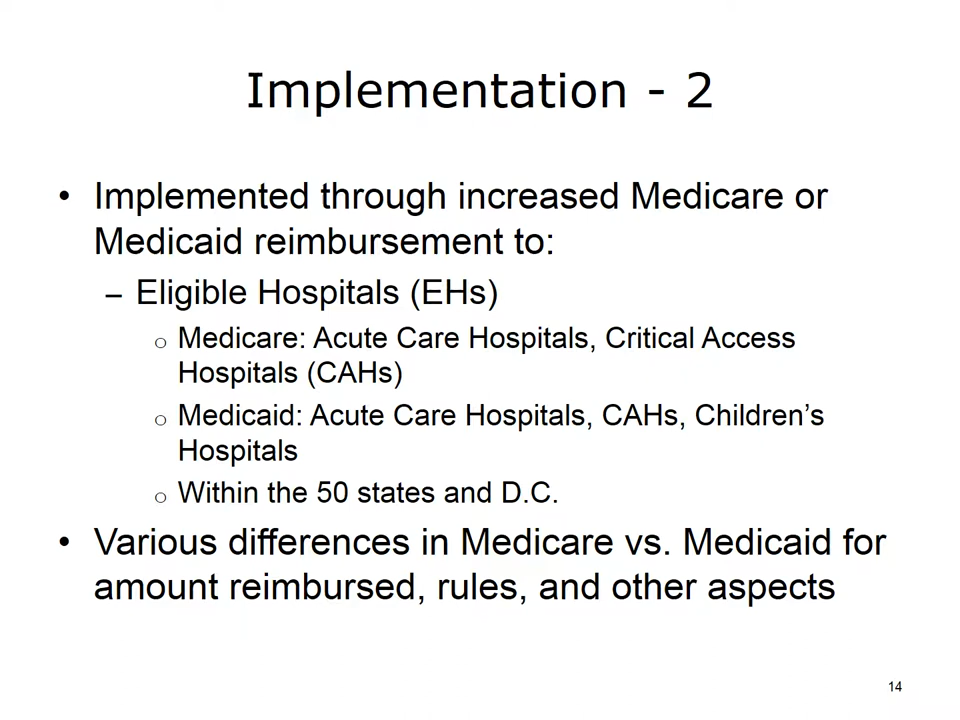 Implementation - 2
• Implemented through increased Medicare or
Medicaid reimbursement to:
– Eligible Hospitals (EHs)
o Medicare: Acute Care Hospitals, Critical Access
Hospitals (CAHs)
o Medicaid: Acute Care Hospitals, CAHs, Children’s
Hospitals
o Within the 50 states and D.C.
• Various differences in Medicare vs. Medicaid for
amount reimbursed, rules, and other aspects
14